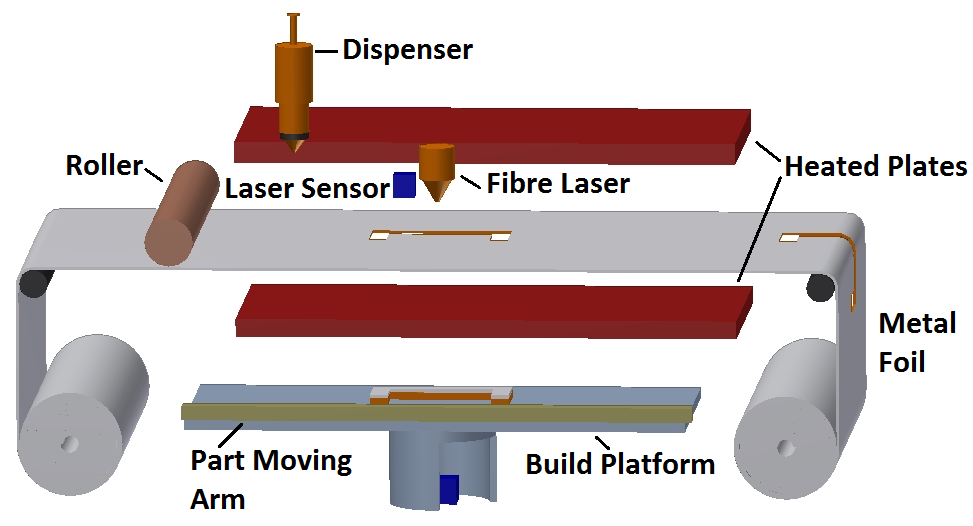 Dispenser
Roller
Laser Sensor
Fibre Laser
Heated Plates
Metal
Foil
Part Moving
Arm
Build Platform